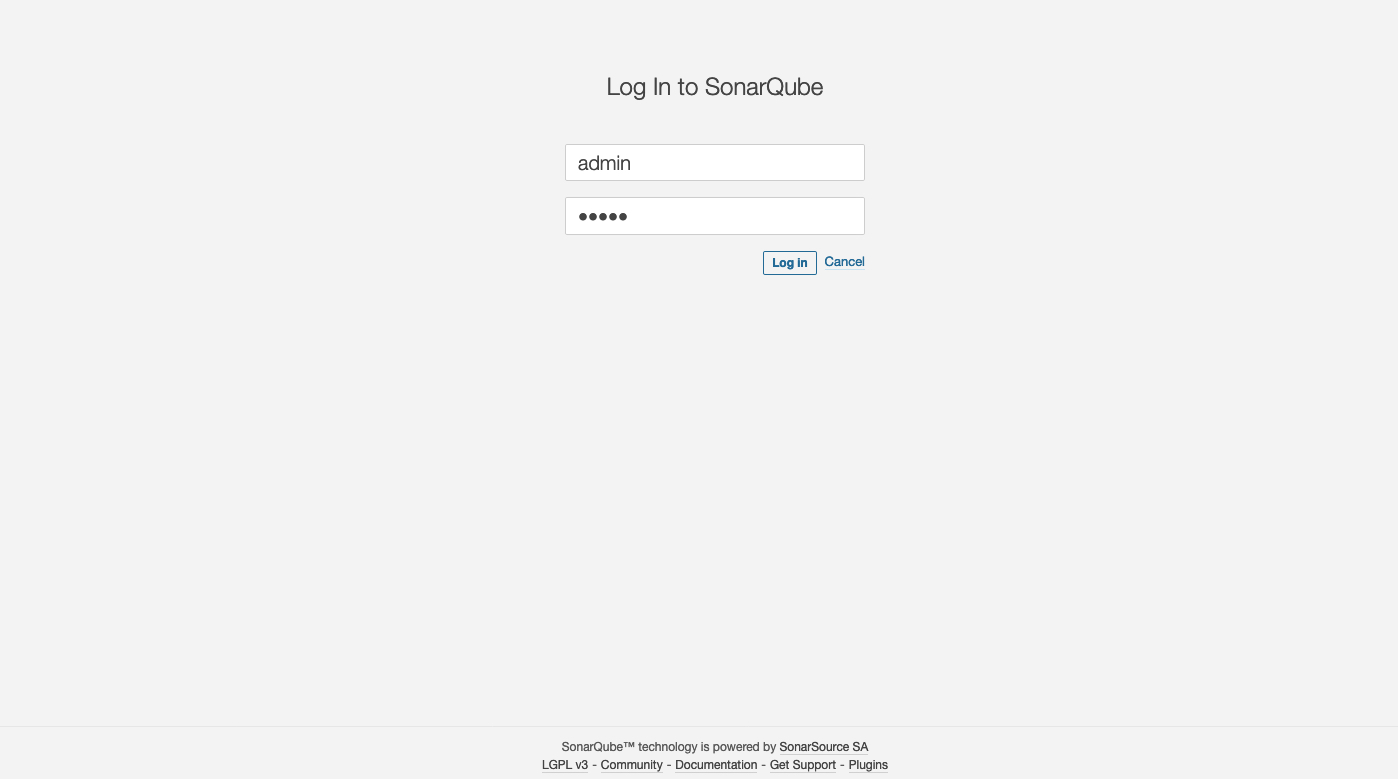 Log In to SonarQube
admin
•••••
Log in Cancel
SonarQube™ technology is powered by SonarSource SA
LGPL v3 - Community - Documentation - Get Support - Plugins